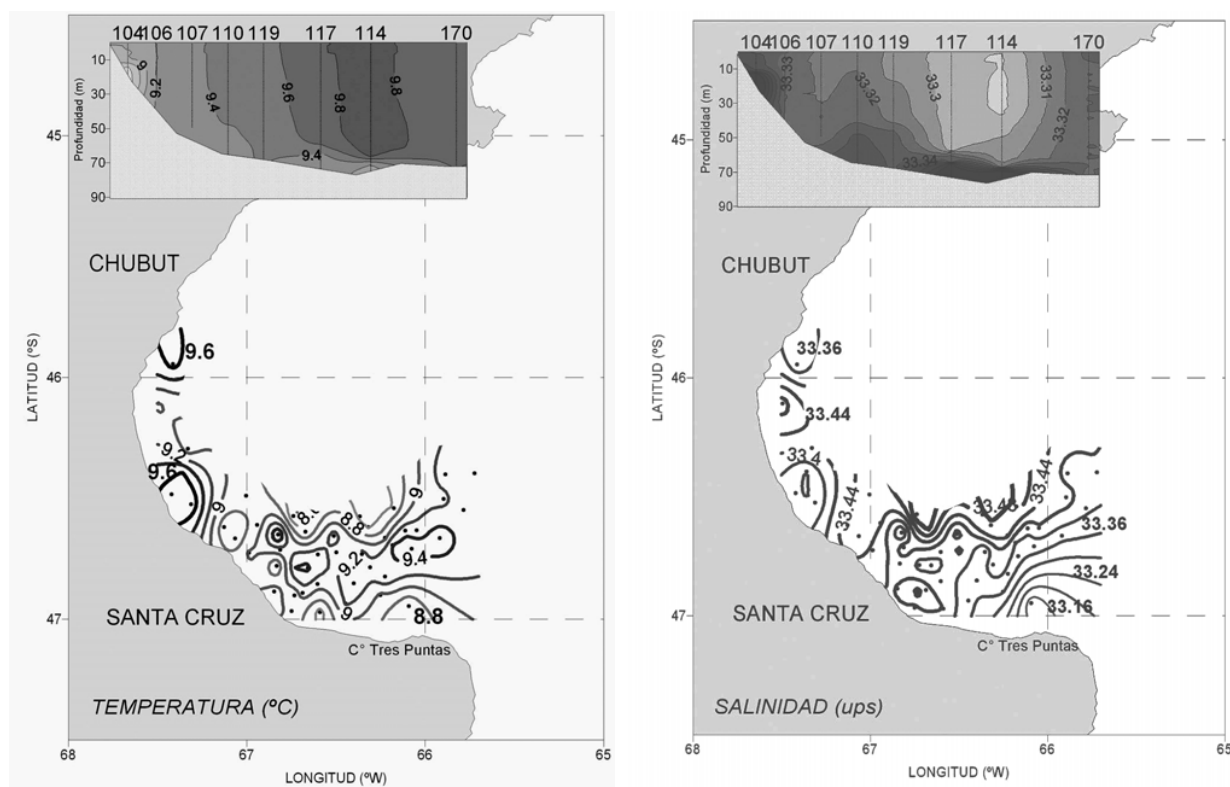 104 106 107 110 119 117 114 170
10
30
50
70
90
Profundidad (m)
9
9.2
9.4
9.6
9.8
9.8
9.4
45
46
47
LATITUD (ºS)
CHUBUT
9.6
9.6
9
8.8
9
9.2
9.4
9
8.8
SANTA CRUZ
C° Tres Puntas
TEMPERATURA (ºC)
68 67 66 65
LONGITUD (ºW)
104 106 107 110 119 117 114 170
10
30
50
70
90
Profundidad (m)
33.33
33.32
33.3
33.31
33.32
33.34
45
46
47
LATITUD (ºS)
CHUBUT
33.36
33.44
33.4
33.44
33.44
33.36
33.24
33.16
SANTA CRUZ
C° Tres Puntas
SALINIDAD (ups)
68 67 66 65
LONGITUD (ºW)